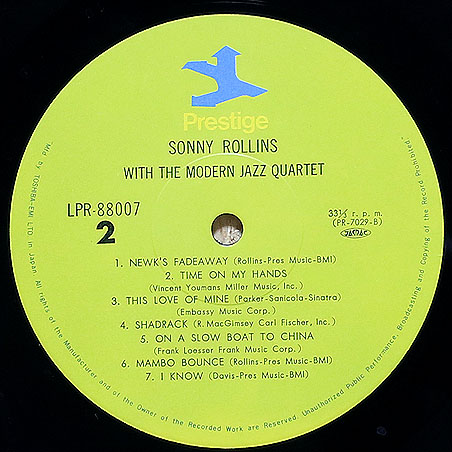 Prestige
SONNY ROLLINS
WITH THE MODERN JAZZ QUARTET
LPR-88007
2
33⅓ r. p. m.
(PR-7029-B)
JASRAC
1. NEWK'S FADEAWAY (Rollins-Pres Music-BMI)
2. TIME ON MY HANDS
(Vincent Youmans Miller Music, Inc.)
3. THIS LOVE OF MINE (Parker-Sanicola-Sinatra)
(Embassy Music Corp.)
4. SHADRACK (R. MacGimsey Carl Fischer, Inc.)
5. ON A SLOW BOAT TO CHINA
(Frank Loesser Frank Music Corp.)
6. MAMBO BOUNCE (Rollins-Pres Music-BMI)
7. I KNOW (Davis-Pres Music-BMI)
Mfd by TOSHIBA-EMI LTD in Japan. All rights of the Manufacturer and of the Owner of the Recorded Work are Reserved. Unauthorized Public Performance, Broadcasting and Copying of the Record Prohibited